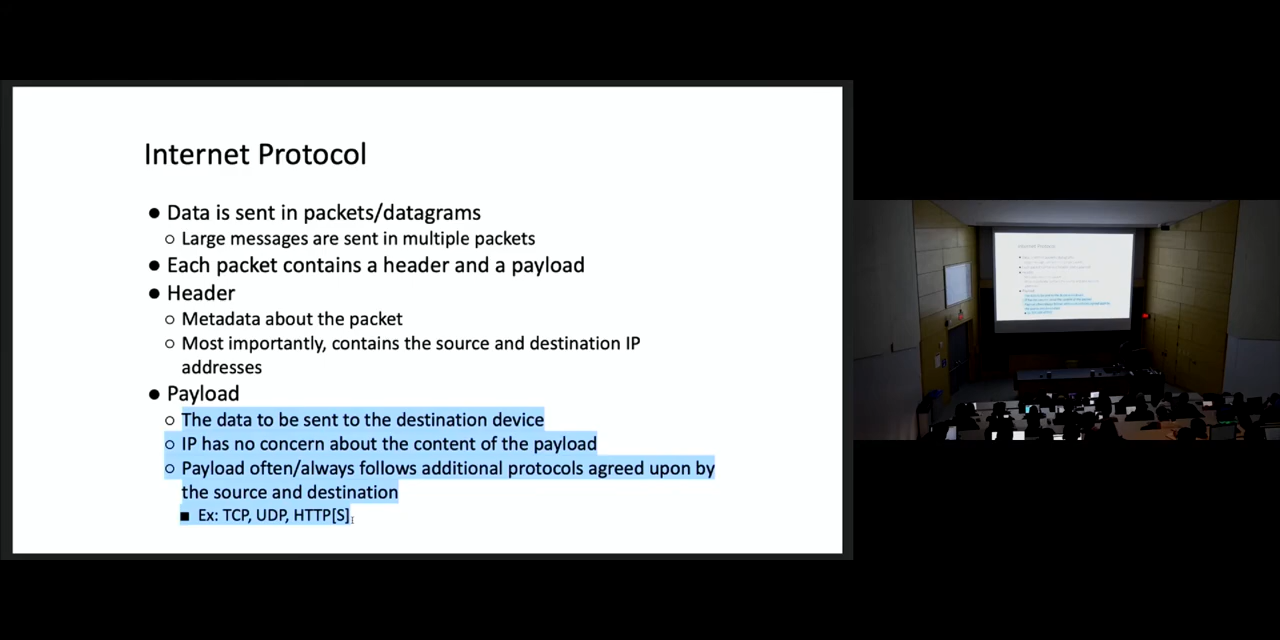 Internet Protocol
● Data is sent in packets/datagrams
○ Large messages are sent in multiple packets
● Each packet contains a header and a payload
● Header
○ Metadata about the packet
○ Most importantly, contains the source and destination IP
addresses
● Payload
○ The data to be sent to the destination device
○ IP has no concern about the content of the payload
○ Payload often/always follows additional protocols agreed upon by
the source and destination
■ Ex: TCP, UDP, HTTP[S]
Internet Protocol